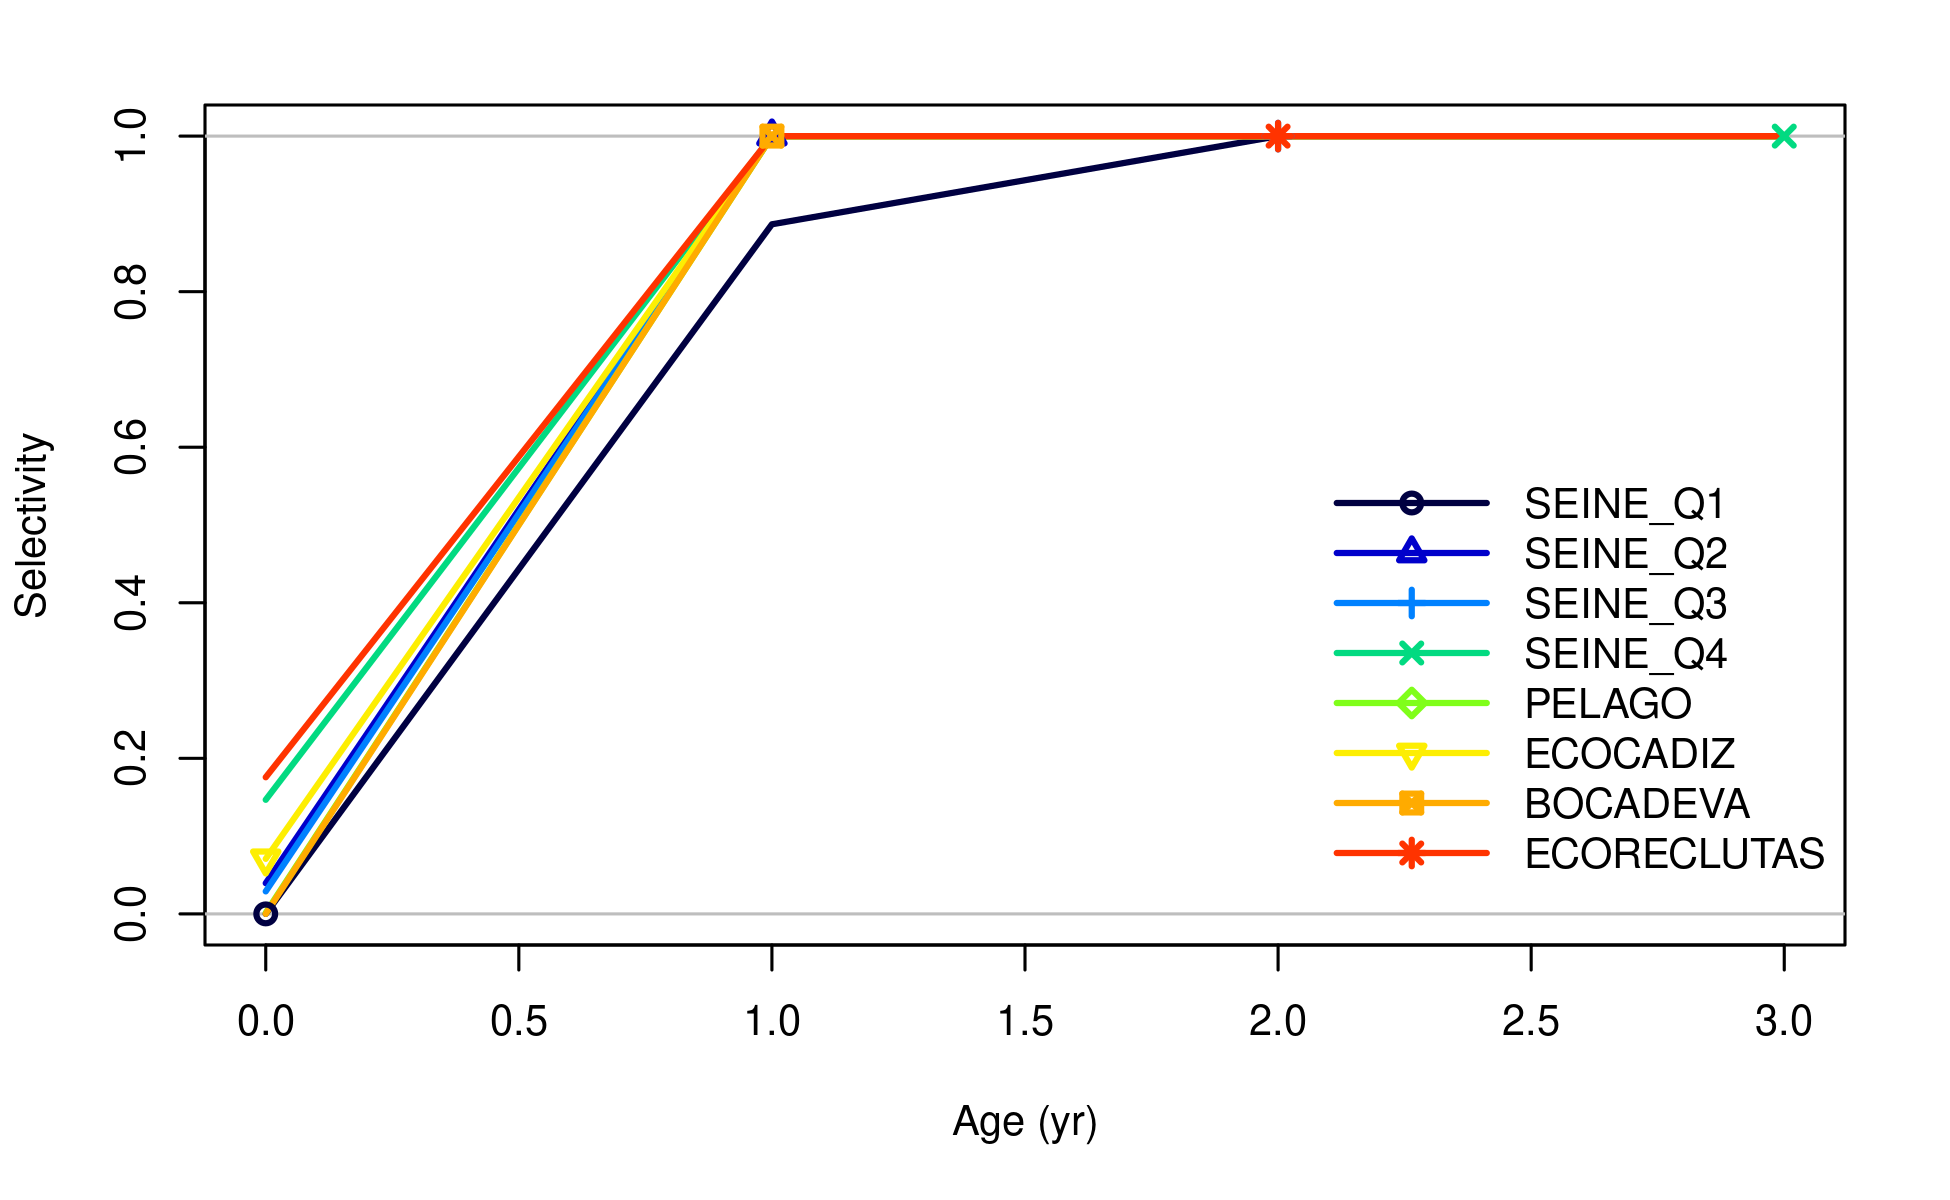 1.0
0.8
0.6
0.4
0.2
0.0
Selectivity
SEINE_Q1
SEINE_Q2
SEINE_Q3
SEINE_Q4
PELAGO
ECOCADIZ
BOCADEVA
ECORECLUTAS
0.0 0.5 1.0 1.5 2.0 2.5 3.0
Age (yr)